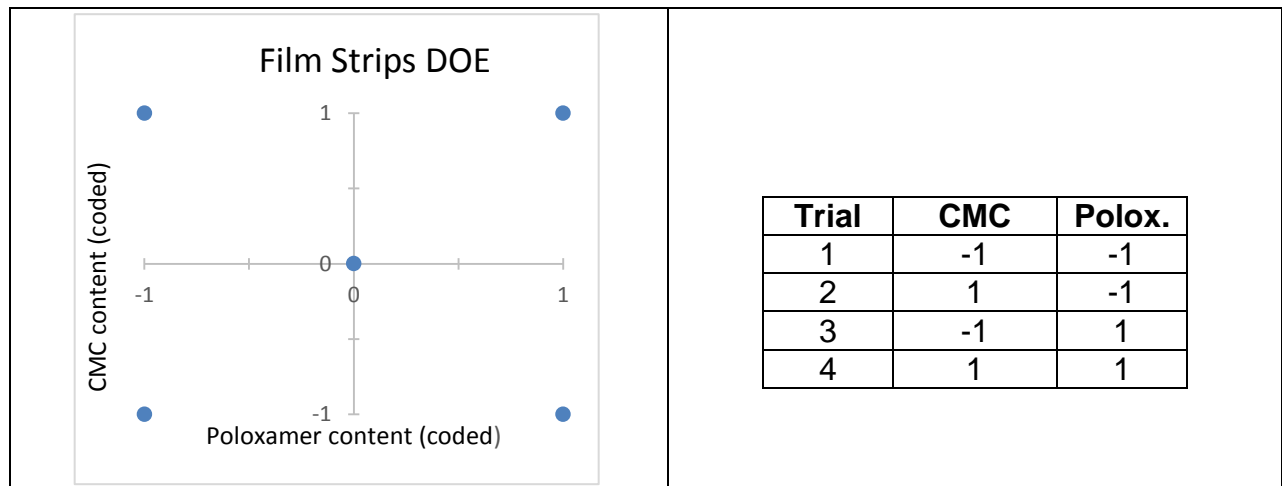 Film Strips DOE
1
0
-1 0 1
-1
CMC content (coded)
Poloxamer content (coded)
Trial CMC Polox.
1 -1 -1
2 1 -1
3 -1 1
4 1 1